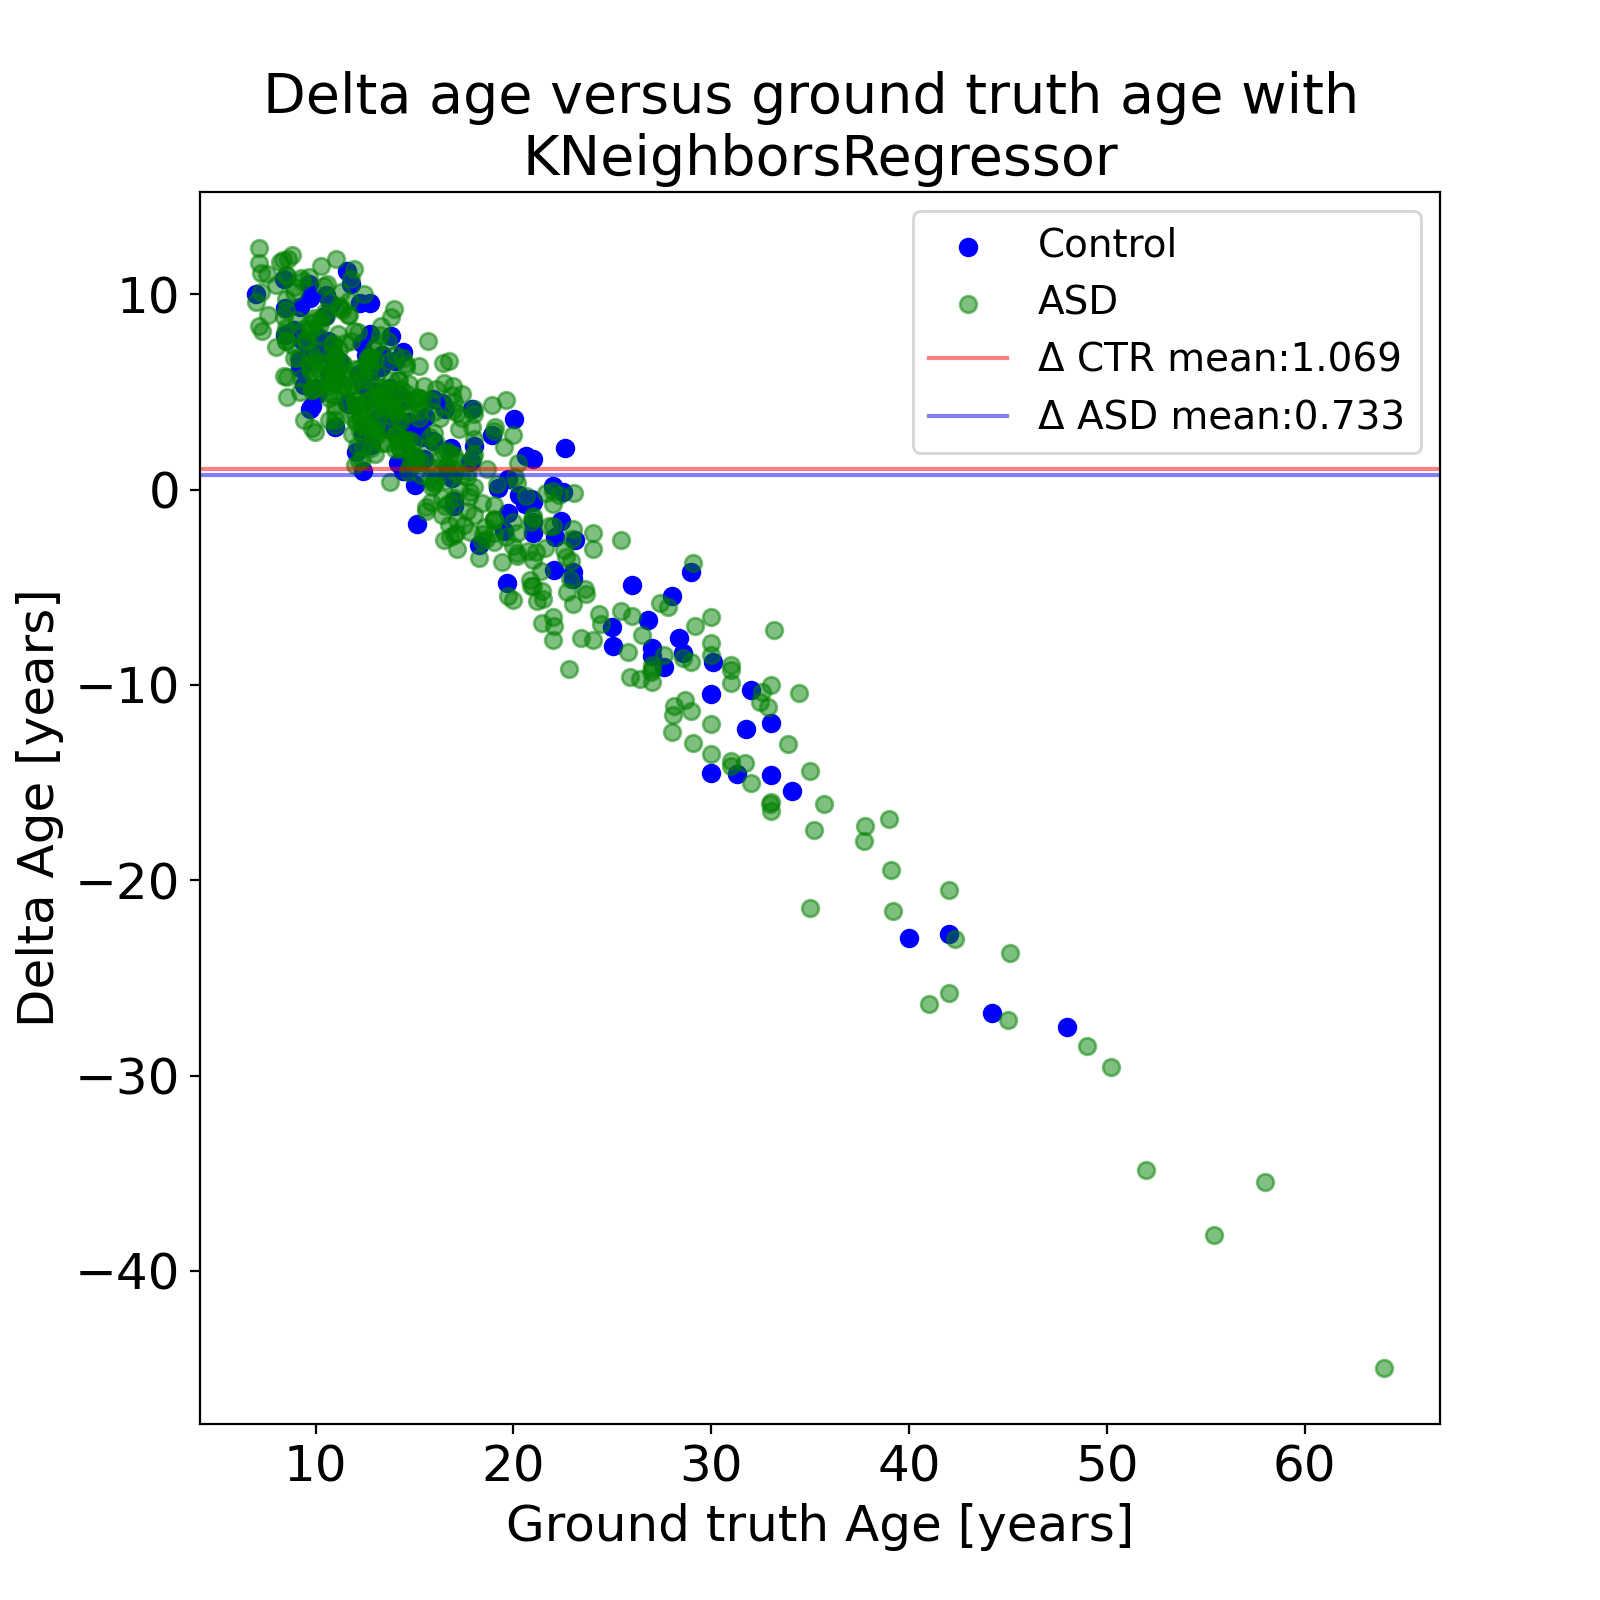 Delta age versus ground truth age with
KNeighborsRegressor
Control
ASD
Δ CTR mean:1.069
Δ ASD mean:0.733
Delta Age [years]
10
0
−10
−20
−30
−40
10 20 30 40 50 60
Ground truth Age [years]